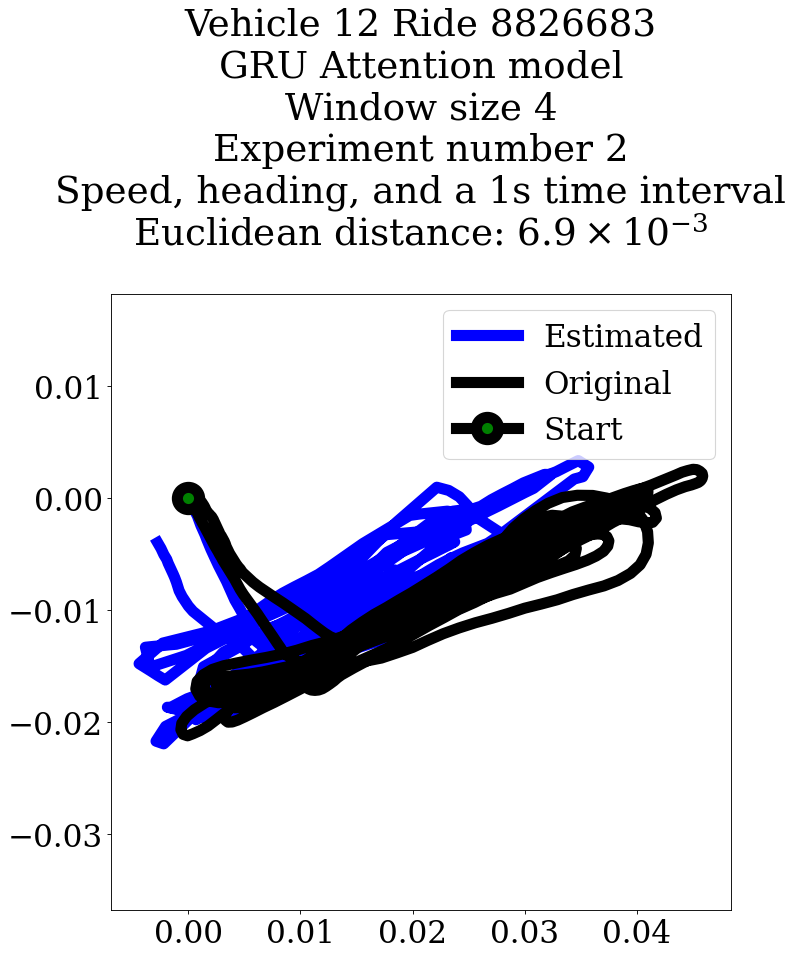 Vehicle 12 Ride 8826683
GRU Attention model
Window size 4
Experiment number 2
Speed, heading, and a 1s time interval
Euclidean distance: 6.9 × 10⁻³
Estimated
Original
Start
0.01
0.00
−0.01
−0.02
−0.03
0.00 0.01 0.02 0.03 0.04